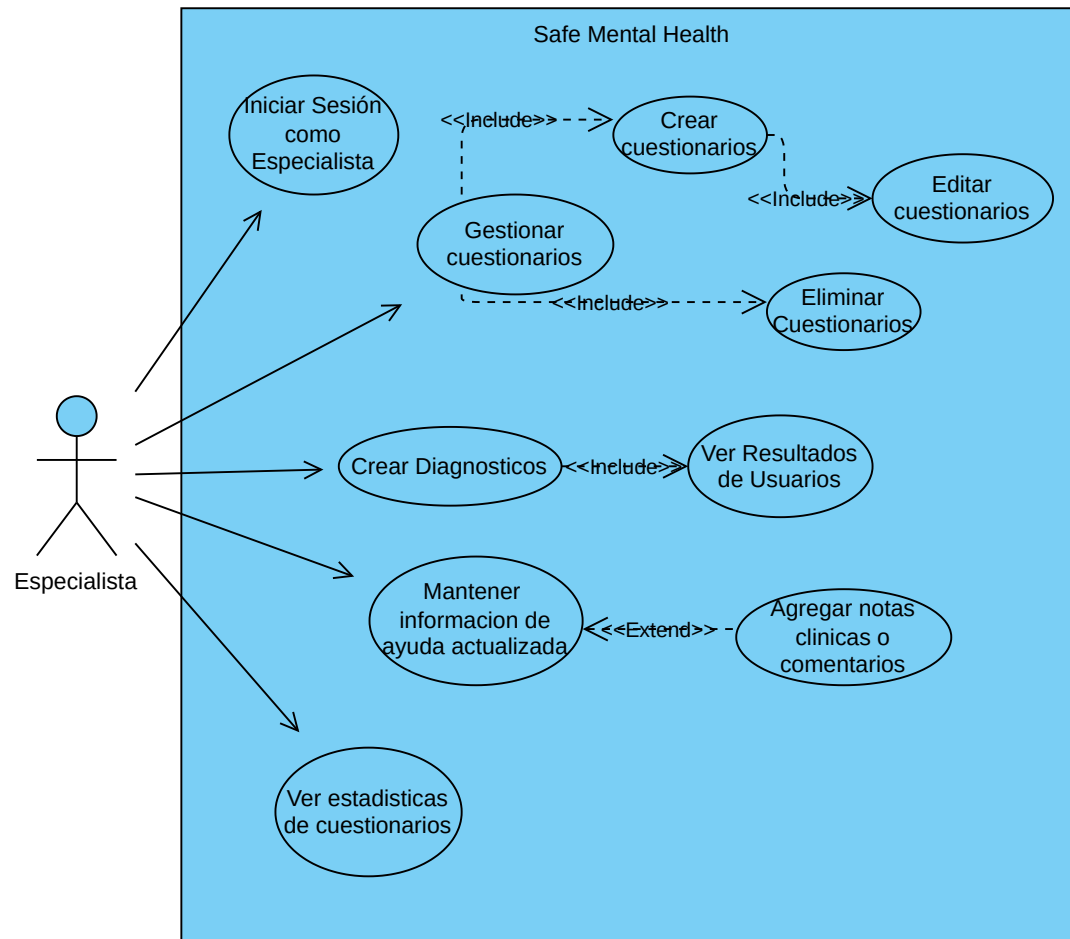 Safe Mental Health
Iniciar Sesión
como
Especialista
<<Include>>
Crear
cuestionarios
<<Include>>
Editar
cuestionarios
Gestionar
cuestionarios
<<Include>>
Eliminar
Cuestionarios
Crear Diagnosticos
<<Include>>
Ver Resultados
de Usuarios
Especialista
Mantener
informacion de
ayuda actualizada
<<Extend>>
Agregar notas
clinicas o
comentarios
Ver estadisticas
de cuestionarios